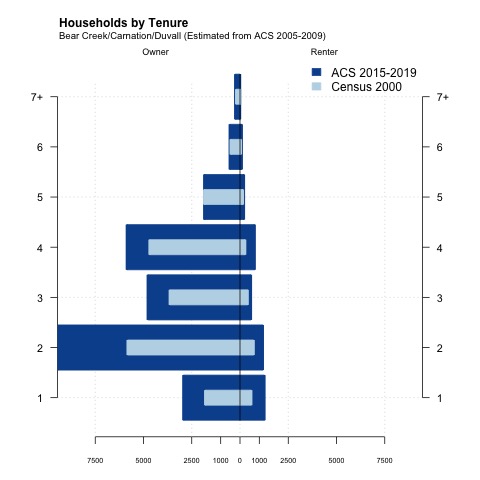 Households by Tenure
Bear Creek/Carnation/Duvall (Estimated from ACS 2005-2009)
Owner Renter
ACS 2015-2019
Census 2000
7+ 7+
6 6
5 5
4 4
3 3
2 2
1 1
7500 5000 2500 1000 0 1000 2500 5000 7500